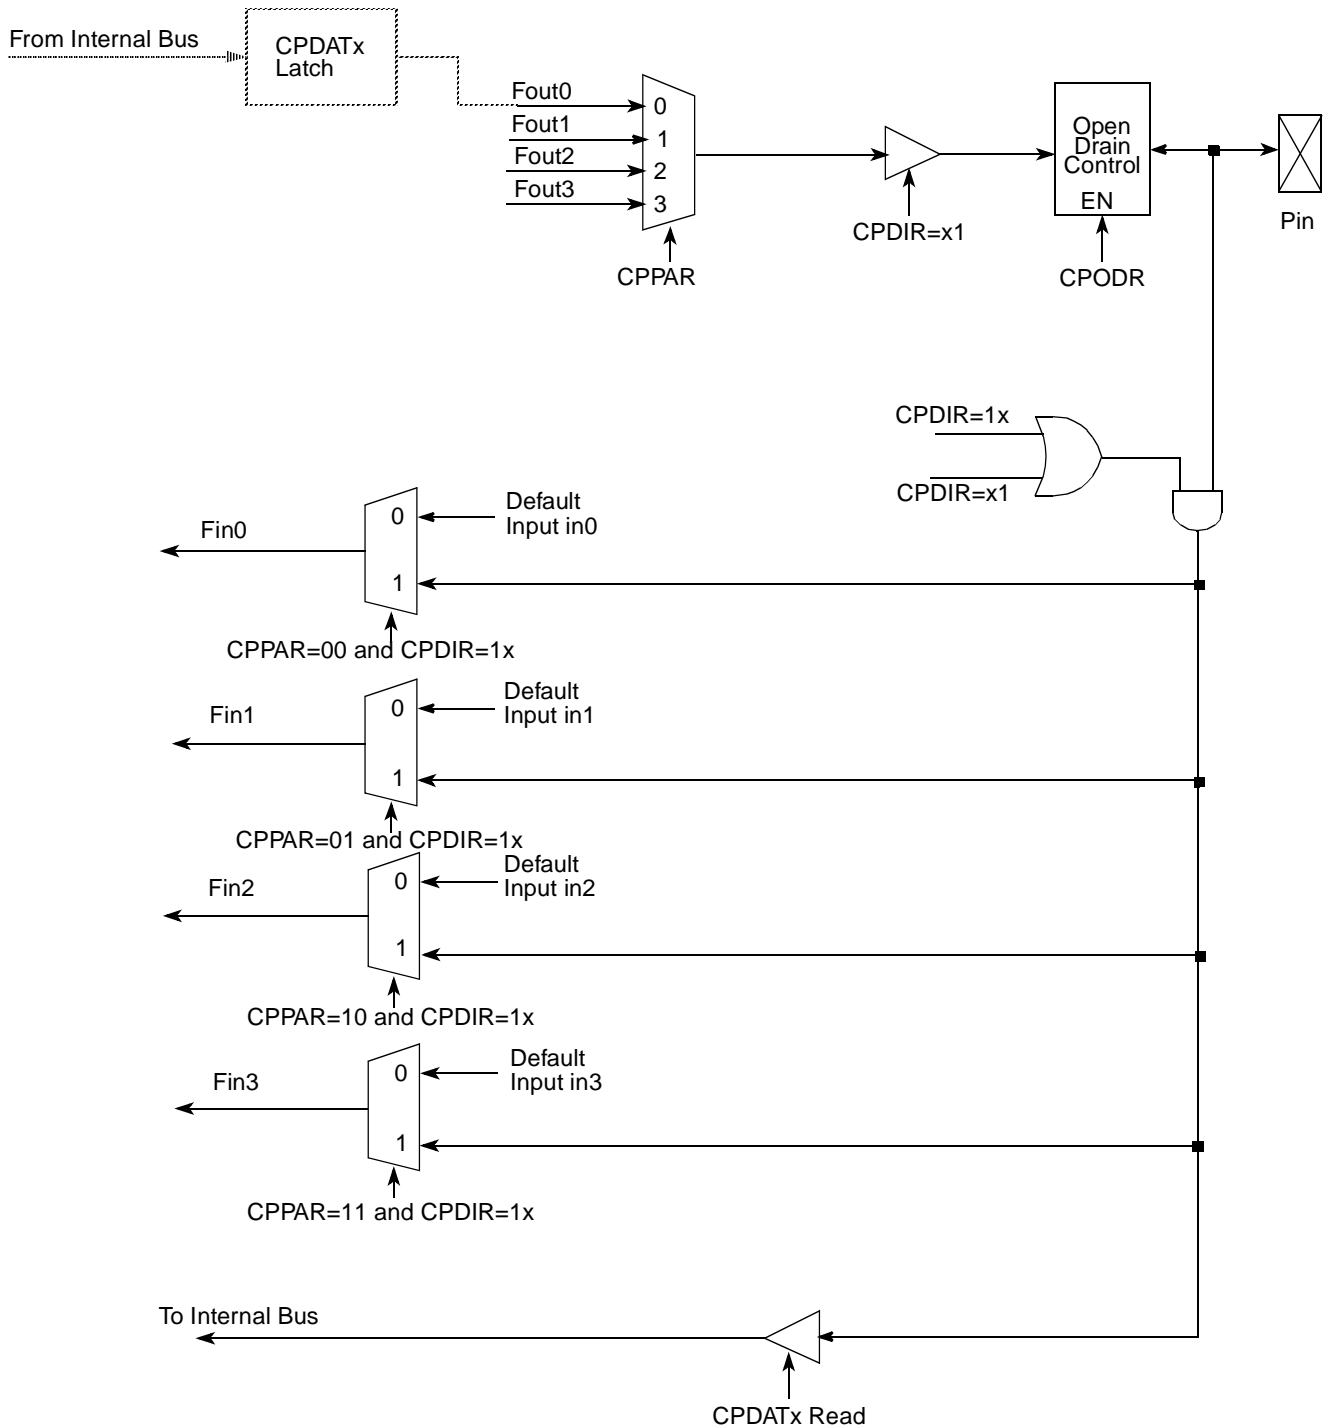 From Internal Bus
CPDATx
Latch
Fout0
Fout1
Fout2
Fout3
0
1
2
3
CPPAR
CPDIR=x1
Open
Drain
Control
EN
CPODR
Pin
CPDIR=1x
CPDIR=x1
Fin0
0
1
Default
Input in0
CPPAR=00 and CPDIR=1x
Fin1
0
1
Default
Input in1
CPPAR=01 and CPDIR=1x
Fin2
0
1
Default
Input in2
CPPAR=10 and CPDIR=1x
Fin3
0
1
Default
Input in3
CPPAR=11 and CPDIR=1x
To Internal Bus
CPDATx Read